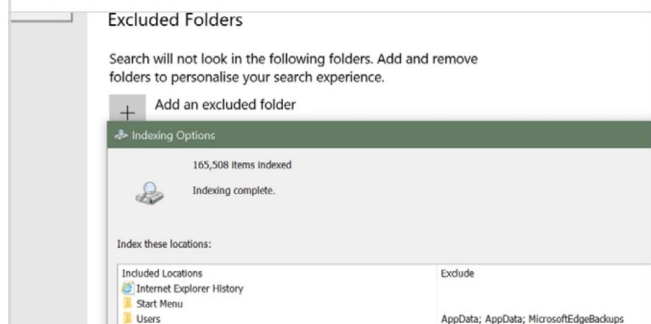 Excluded Folders
Search will not look in the following folders. Add and remove
folders to personalise your search experience.
+ Add an excluded folder
Indexing Options
165,508 items indexed
Indexing complete.
Index these locations:
Included Locations Exclude
Internet Explorer History
Start Menu
Users AppData; AppData; MicrosoftEdgeBackups